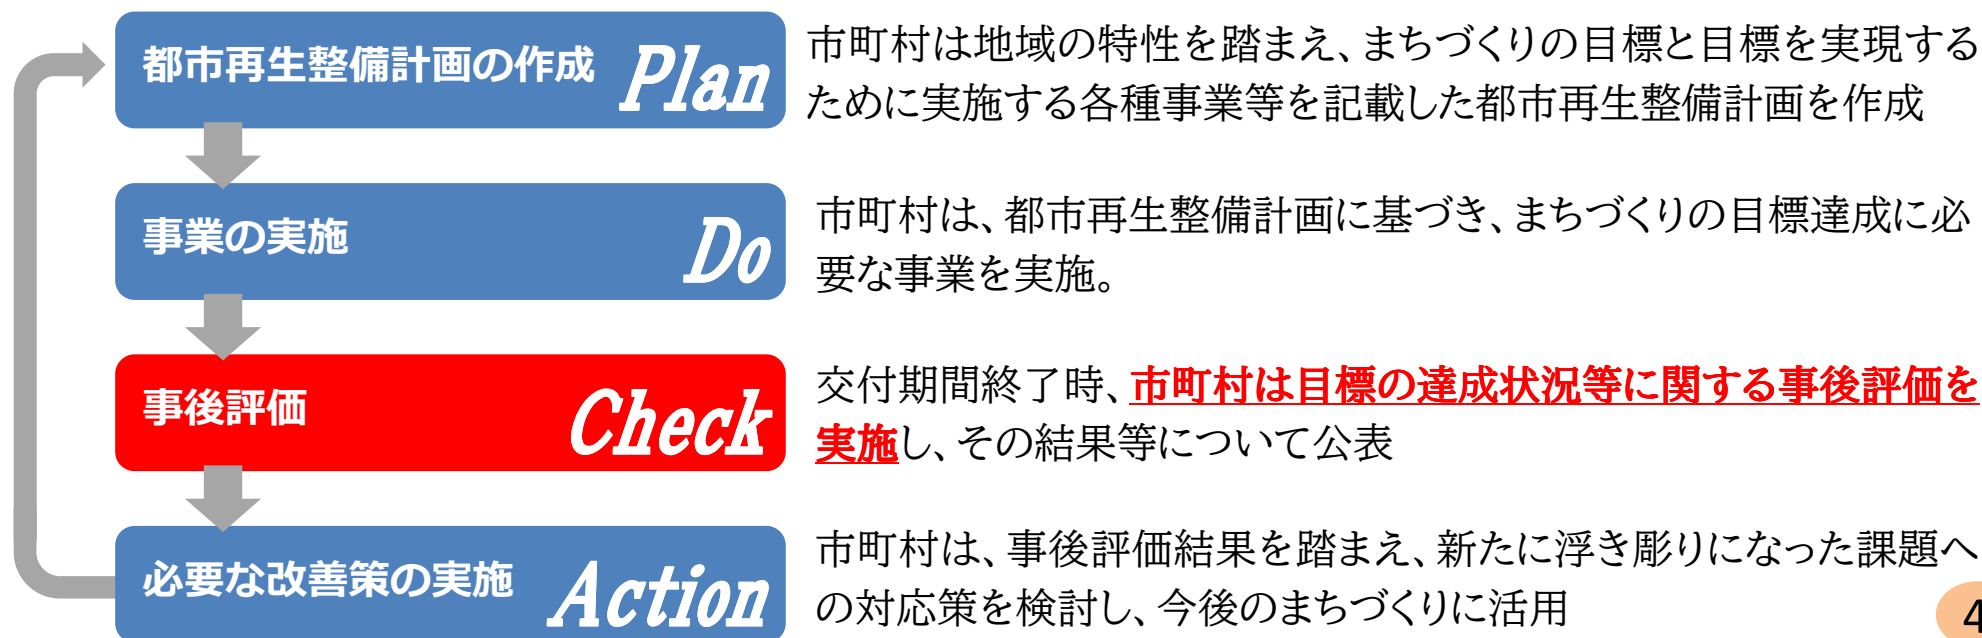 都市再生整備計画の作成 Plan
市町村は地域の特性を踏まえ、まちづくりの目標と目標を実現する
ために実施する各種事業等を記載した都市再生整備計画を作成
事業の実施 Do
市町村は、都市再生整備計画に基づき、まちづくりの目標達成に必
要な事業を実施。
事後評価 Check
交付期間終了時、市町村は目標の達成状況等に関する事後評価を
実施し、その結果等について公表
必要な改善策の実施 Action
市町村は、事後評価結果を踏まえ、新たに浮き彫りになった課題へ
の対応策を検討し、今後のまちづくりに活用
4